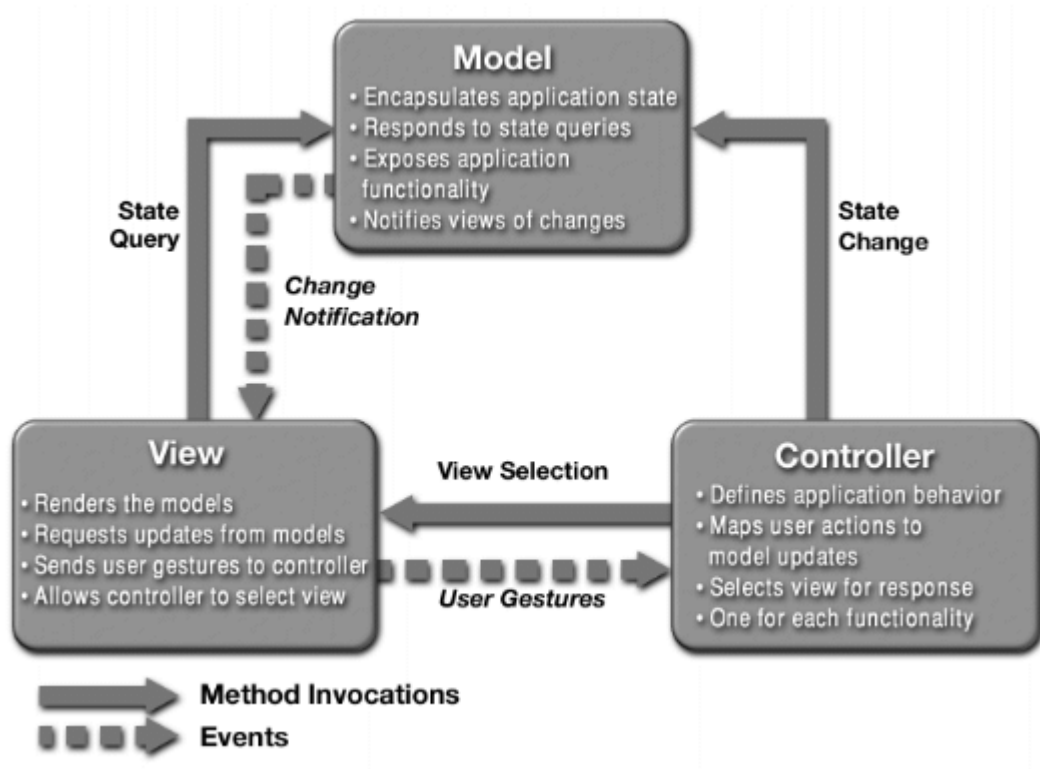 Model
• Encapsulates application state
• Responds to state queries
• Exposes application
functionality
• Notifies views of changes
State
Query
State
Change
Change
Notification
View
• Renders the models
• Requests updates from models
• Sends user gestures to controller
• Allows controller to select view
View Selection
User Gestures
Controller
• Defines application behavior
• Maps user actions to
model updates
• Selects view for response
• One for each functionality
Method Invocations
Events